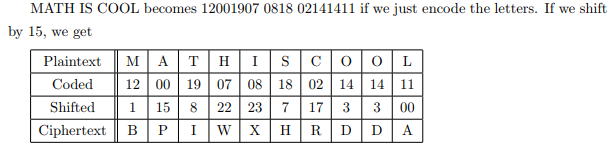 MATH IS COOL becomes 12001907 0818 02141411 if we just encode the letters. If we shift
by 15, we get
Plaintext M A T H I S C O O L
Coded 12 00 19 07 08 18 02 14 14 11
Shifted 1 15 8 22 23 7 17 3 3 00
Ciphertext B P I W X H R D D A